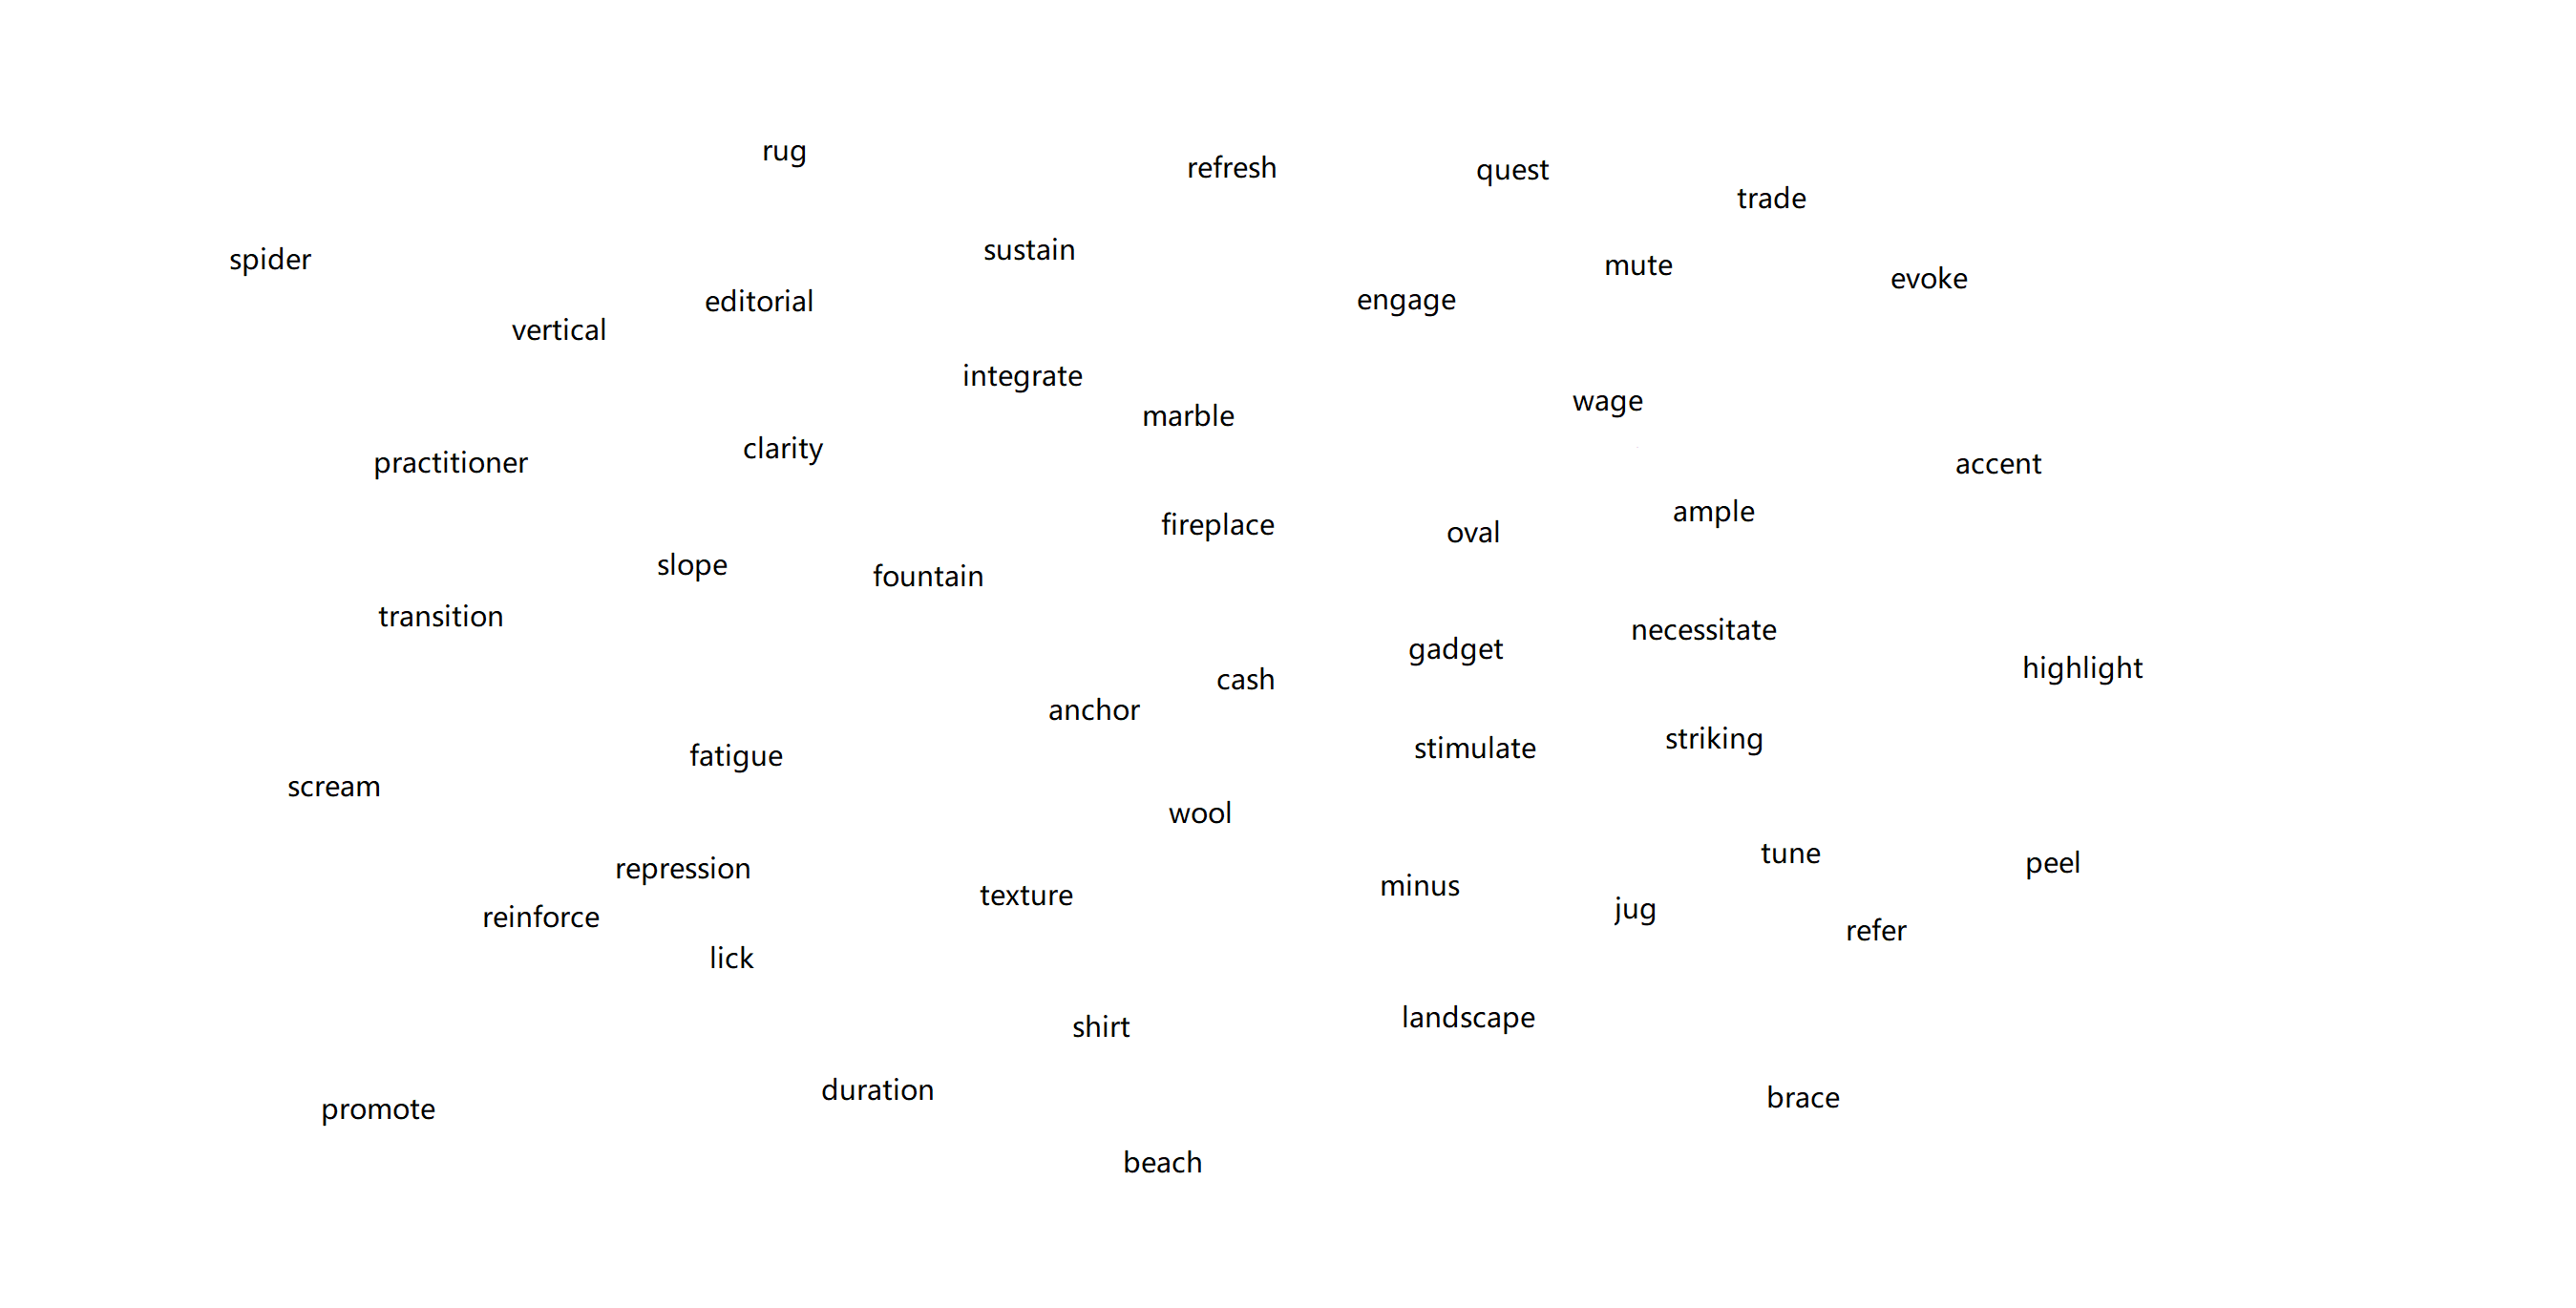 rug
refresh
quest
trade
sustain
spider
mute
evoke
editorial
engage
vertical
integrate
wage
marble
clarity
practitioner
accent
ample
fireplace
oval
slope
fountain
transition
necessitate
gadget
highlight
cash
anchor
striking
stimulate
fatigue
scream
wool
tune
peel
repression
minus
texture
jug
reinforce
refer
lick
landscape
shirt
duration
brace
promote
beach